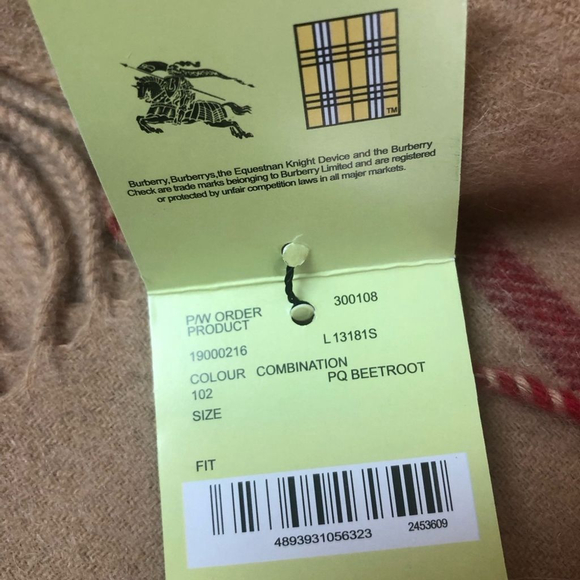 TM
Burberry,Burberrys,the Equestrian Knight Device and the Burberry
Check are trade marks belonging to Burberry Limited and are registered
or protected by unfair competition laws in all major markets.
P/W ORDER 300108
PRODUCT
19000216 L13181S
COLOUR COMBINATION
102 PQ BEETROOT
SIZE
FIT
4893931056323 2453609